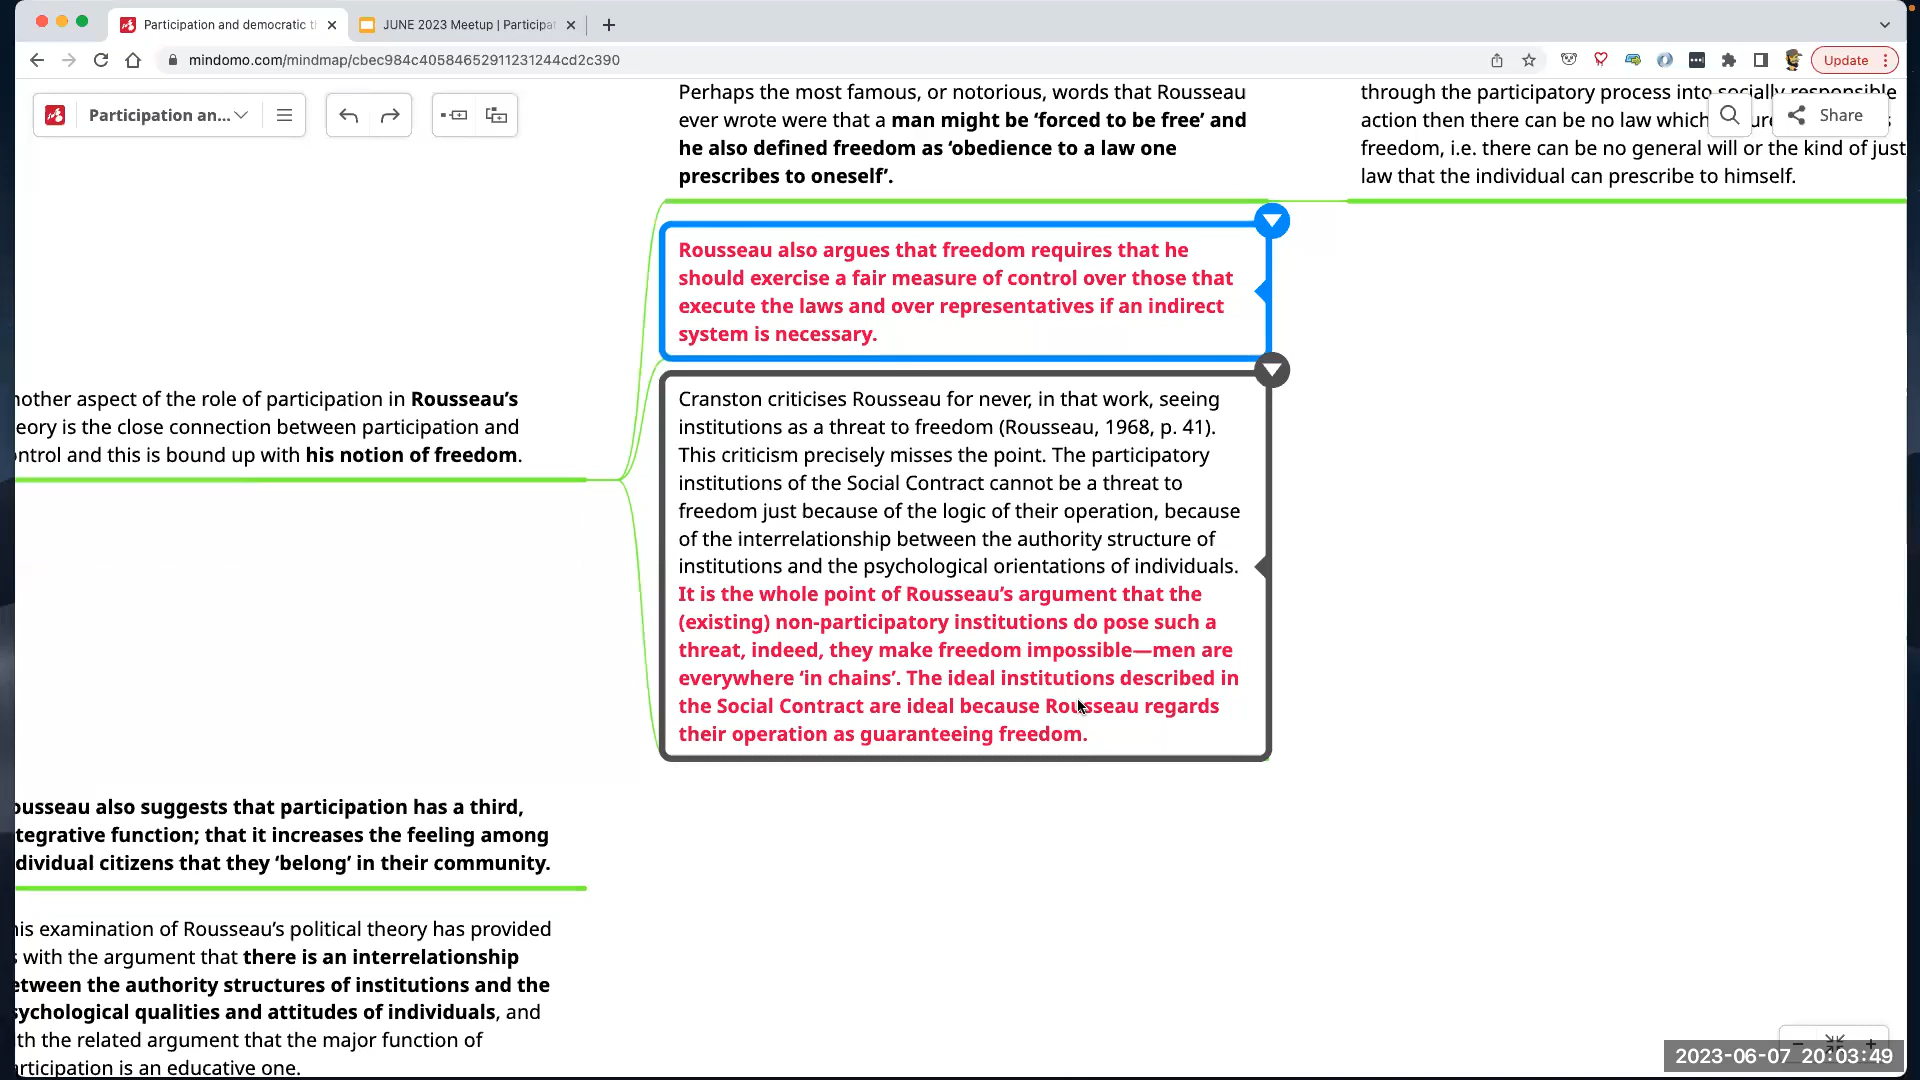 Participation and democratic t
JUNE 2023 Meetup | Participat
mindomo.com/mindmap/cbec984c40584652911231244cd2c390
Update
Participation an...
Share
Perhaps the most famous, or notorious, words that Rousseau
ever wrote were that a man might be ‘forced to be free’ and
he also defined freedom as ‘obedience to a law one
prescribes to oneself’.
through the participatory process into socially responsible
action then there can be no law which
freedom, i.e. there can be no general will or the kind of just
law that the individual can prescribe to himself.
Rousseau also argues that freedom requires that he
should exercise a fair measure of control over those that
execute the laws and over representatives if an indirect
system is necessary.
nother aspect of the role of participation in Rousseau’s
eory is the close connection between participation and
ontrol and this is bound up with his notion of freedom.
Cranston criticises Rousseau for never, in that work, seeing
institutions as a threat to freedom (Rousseau, 1968, p. 41).
This criticism precisely misses the point. The participatory
institutions of the Social Contract cannot be a threat to
freedom just because of the logic of their operation, because
of the interrelationship between the authority structure of
institutions and the psychological orientations of individuals.
It is the whole point of Rousseau’s argument that the
(existing) non-participatory institutions do pose such a
threat, indeed, they make freedom impossible—men are
everywhere ‘in chains’. The ideal institutions described in
the Social Contract are ideal because Rousseau regards
their operation as guaranteeing freedom.
ousseau also suggests that participation has a third,
tegrative function; that it increases the feeling among
dividual citizens that they ‘belong’ in their community.
his examination of Rousseau’s political theory has provided
s with the argument that there is an interrelationship
etween the authority structures of institutions and the
sychological qualities and attitudes of individuals, and
th the related argument that the major function of
articipation is an educative one.
2023-06-07 20:03:49